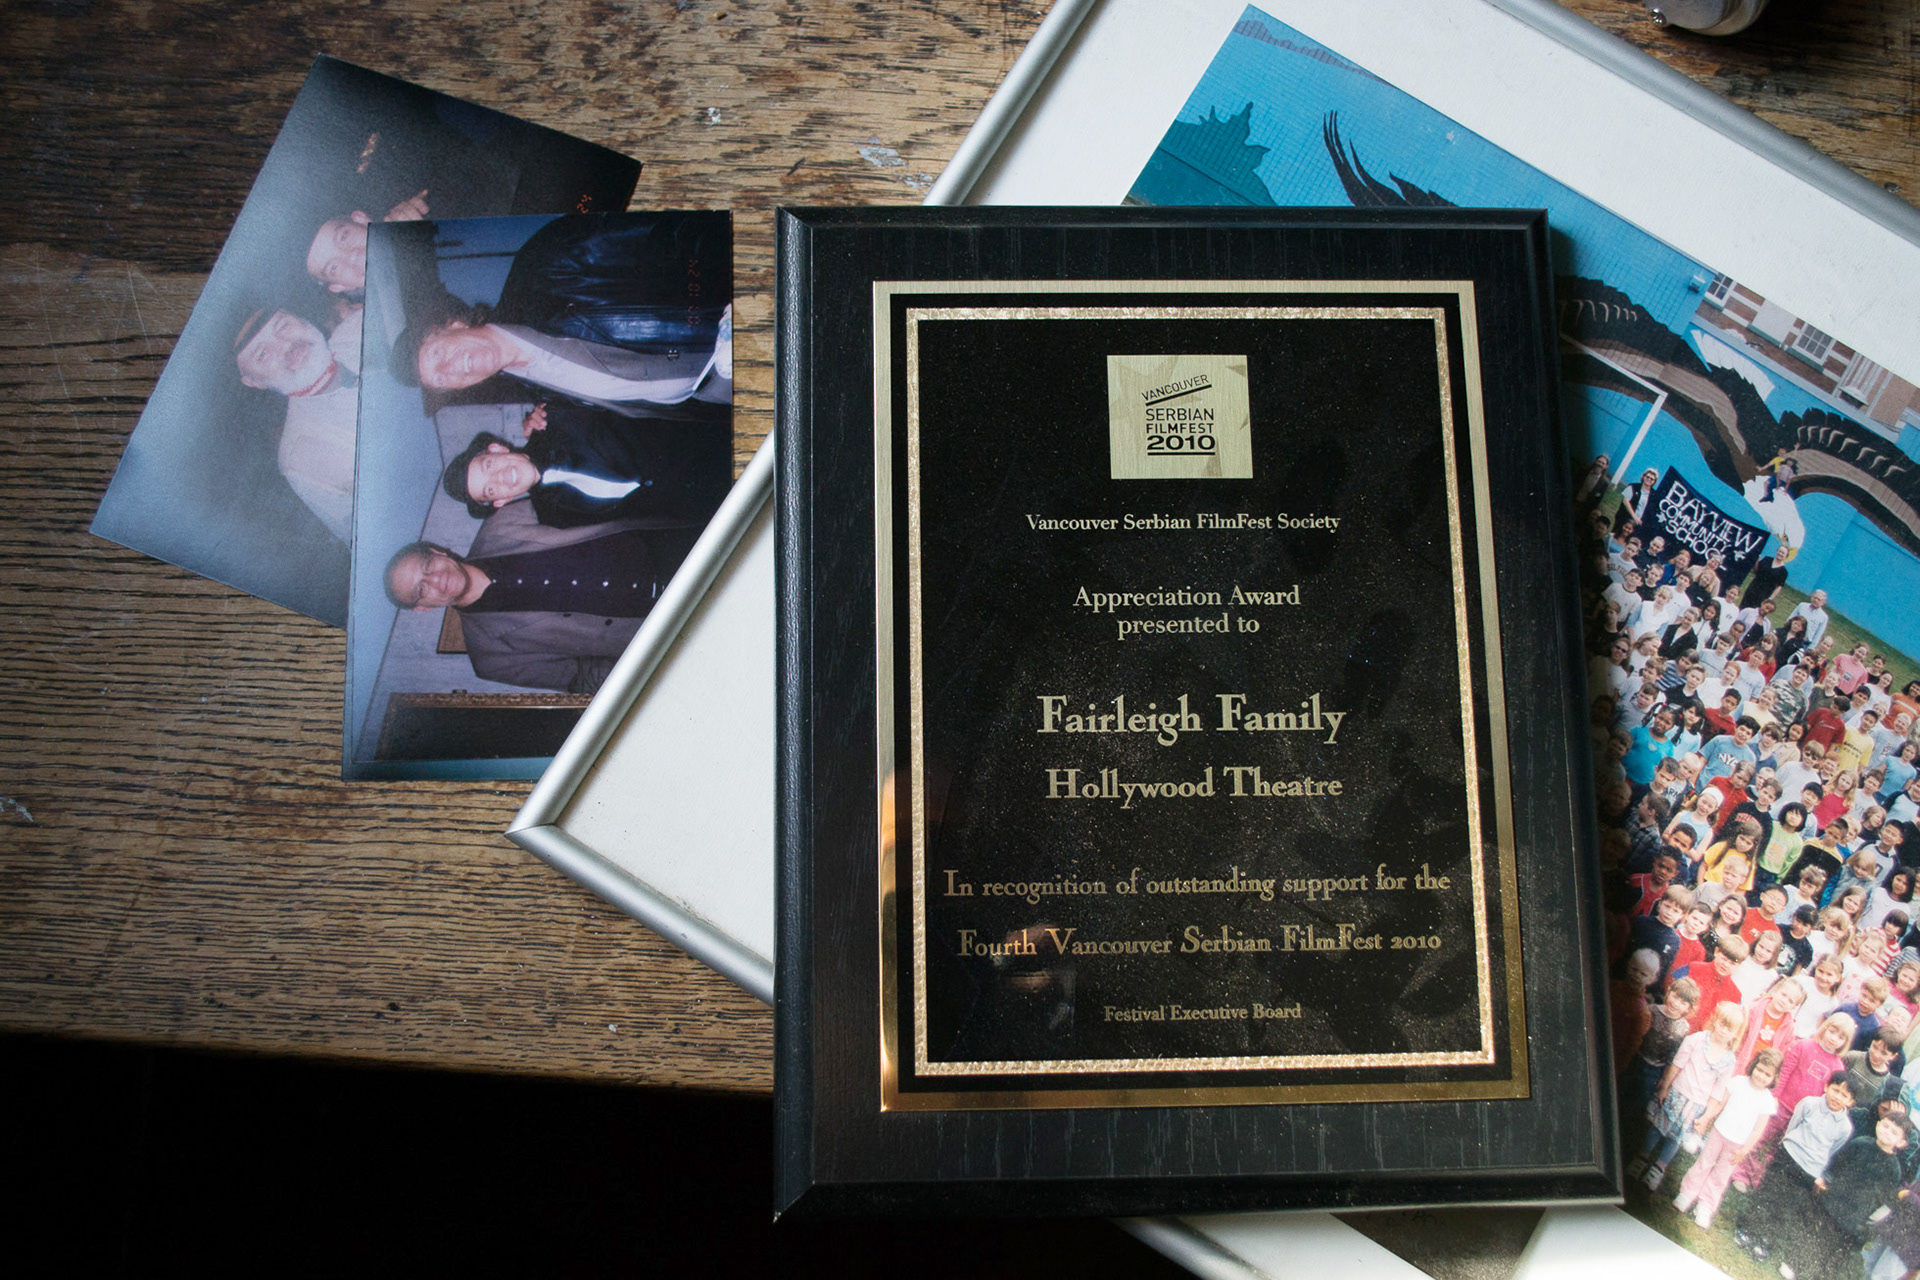 VANCOUVER
SERBIAN
FILMFEST
2010
Vancouver Serbian FilmFest Society
Appreciation Award
presented to
Fairleigh Family
Hollywood Theatre
In recognition of outstanding support for the
Fourth Vancouver Serbian FilmFest 2010
Festival Executive Board
BAYVIEW
COMMUNITY
SCHOOL